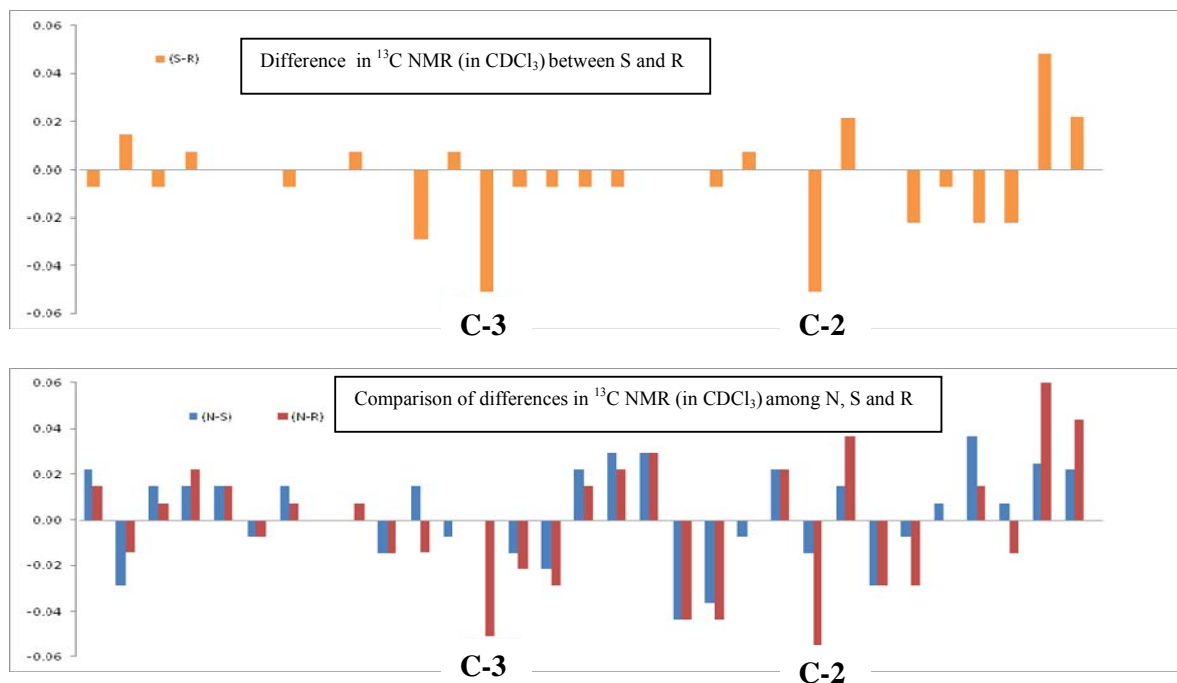 0.06
(S-R)
Difference in ¹³C NMR (in CDCl₃) between S and R
0.04
0.02
0.00
-0.02
-0.04
-0.06
C-3 C-2
0.06
Comparison of differences in ¹³C NMR (in CDCl₃) among N, S and R
(N-S) (N-R)
0.04
0.02
0.00
-0.02
-0.04
-0.06
C-3 C-2